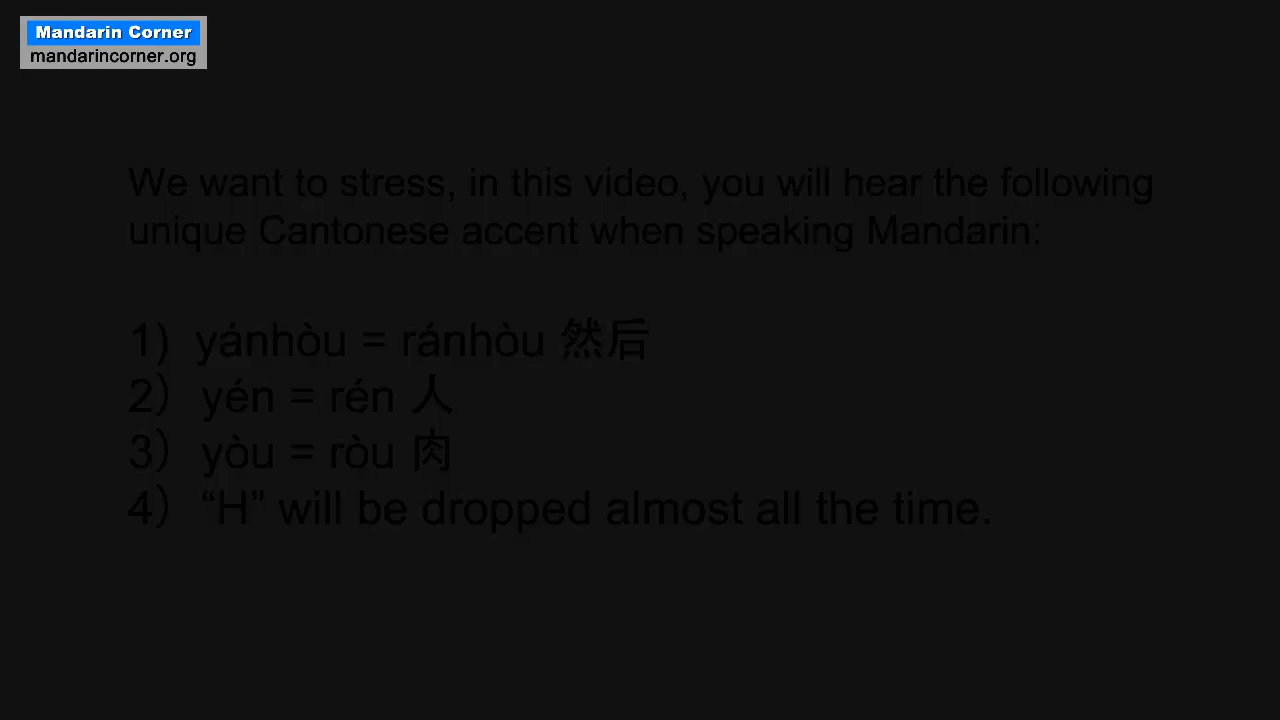 Mandarin Corner
mandarincorner.org
We want to stress, in this video, you will hear the following
unique Cantonese accent when speaking Mandarin:
1) yánhòu = ránhòu 然后
2) yén = rén 人
3) yòu = ròu 肉
4) “H” will be dropped almost all the time.